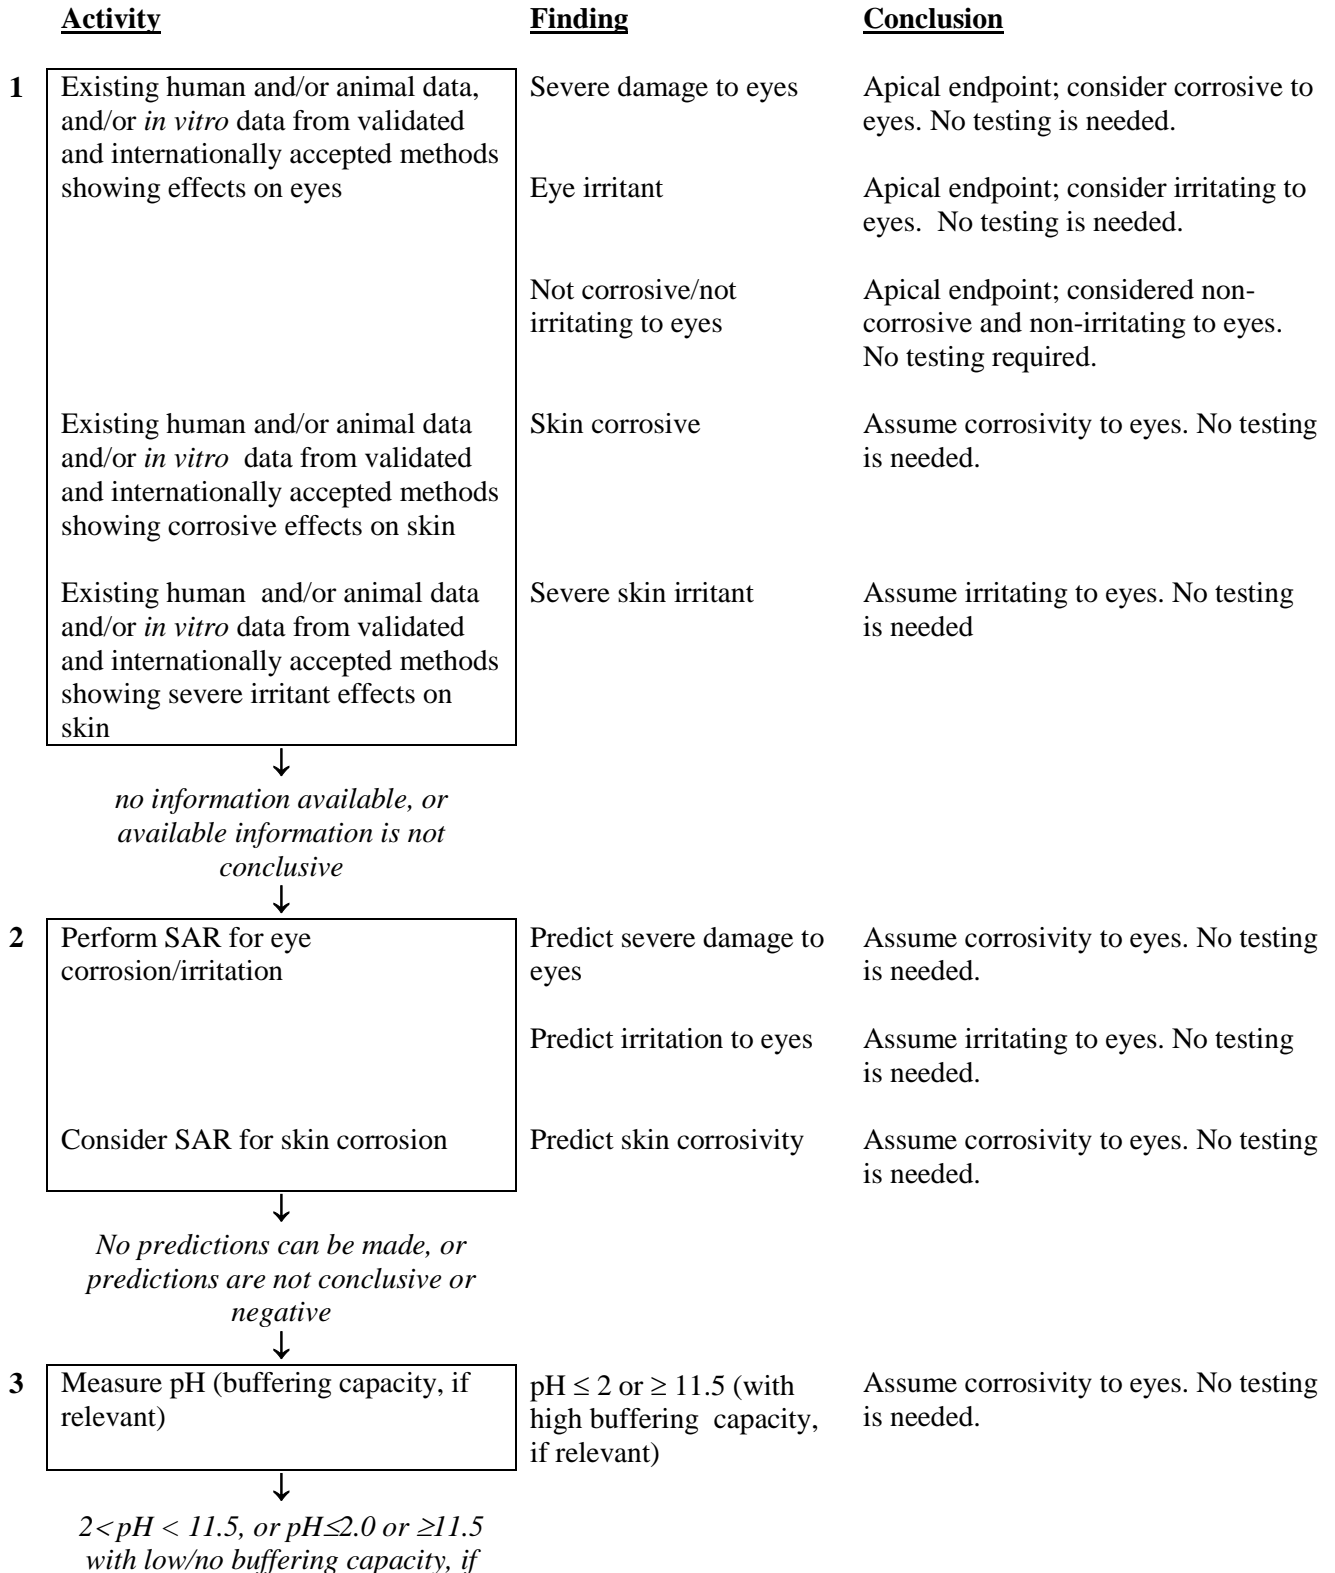 Activity Finding Conclusion
1 Existing human and/or animal data, Severe damage to eyes Apical endpoint; consider corrosive to
and/or in vitro data from validated eyes. No testing is needed.
and internationally accepted methods
showing effects on eyes Eye irritant Apical endpoint; consider irritating to
eyes. No testing is needed.
Not corrosive/not Apical endpoint; considered non-
irritating to eyes corrosive and non-irritating to eyes.
No testing required.
Existing human and/or animal data Skin corrosive Assume corrosivity to eyes. No testing
and/or in vitro data from validated is needed.
and internationally accepted methods
showing corrosive effects on skin
Existing human and/or animal data Severe skin irritant Assume irritating to eyes. No testing
and/or in vitro data from validated is needed
and internationally accepted methods
showing severe irritant effects on
skin
↓
no information available, or
available information is not
conclusive
↓
2 Perform SAR for eye Predict severe damage to Assume corrosivity to eyes. No testing
corrosion/irritation eyes is needed.
Predict irritation to eyes Assume irritating to eyes. No testing
is needed.
Consider SAR for skin corrosion Predict skin corrosivity Assume corrosivity to eyes. No testing
is needed.
↓
No predictions can be made, or
predictions are not conclusive or
negative
↓
3 Measure pH (buffering capacity, if pH ≤ 2 or ≥ 11.5 (with Assume corrosivity to eyes. No testing
relevant) high buffering capacity, is needed.
if relevant)
↓
2< pH < 11.5, or pH≤2.0 or ≥11.5
with low/no buffering capacity, if